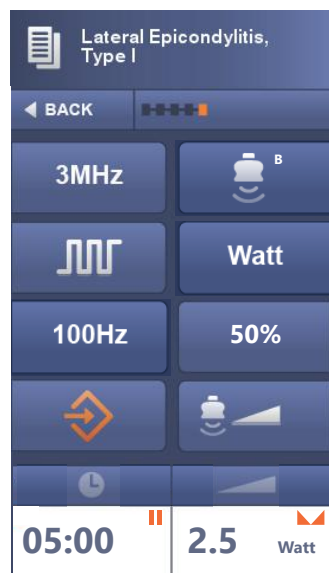 Lateral Epicondylitis,
Type I
BACK
3MHz
B
Watt
100Hz
50%
05:00
2.5 Watt